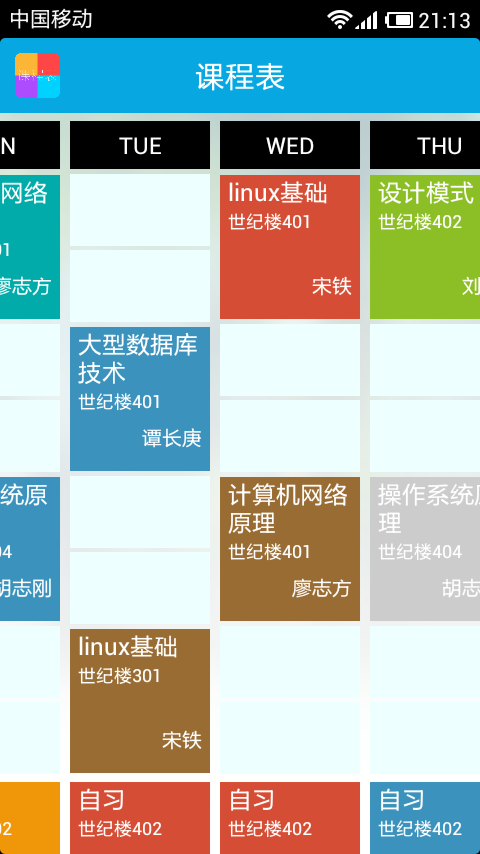 中国移动
21:13
课程表
课程表
N
TUE
WED
THU
网络
01
廖志方
linux基础
世纪楼401
宋铁
设计模式
世纪楼402
刘
大型数据库
技术
世纪楼401
谭长庚
统原
04
胡志刚
计算机网络
原理
世纪楼401
廖志方
操作系统原
理
世纪楼404
胡志
linux基础
世纪楼301
宋铁
02
自习
世纪楼402
自习
世纪楼402
自习
世纪楼402